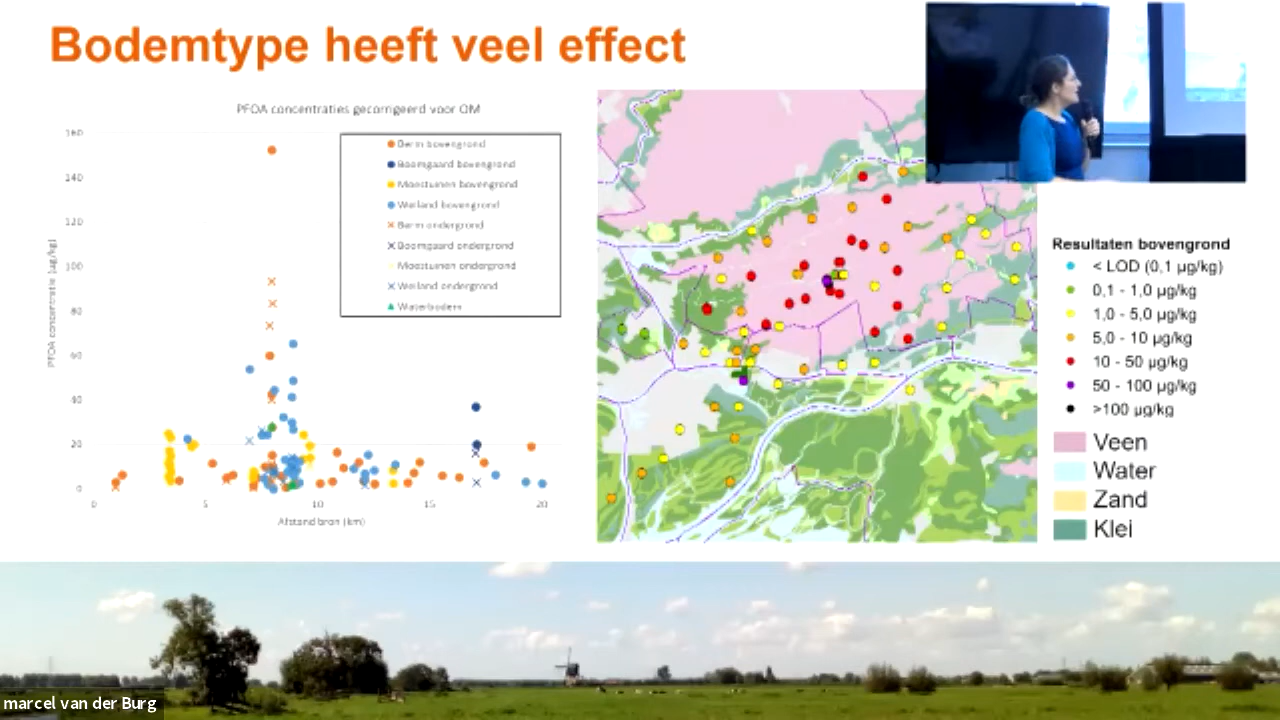 Bodemtype heeft veel effect
PFOA concentraties gecorrigeerd voor OM
PFOA concentratie (µg/kg)
160
140
120
100
80
60
40
20
0
0
5
10
15
20
Afstand bron (km)
Berm bovengrond
Boomgaard bovengrond
Moestuinen bovengrond
Weiland bovengrond
Berm ondergrond
Boomgaard ondergrond
Moestuinen ondergrond
Weiland ondergrond
Waterbodem
Resultaten bovengrond
< LOD (0,1 µg/kg)
0,1 - 1,0 µg/kg
1,0 - 5,0 µg/kg
5,0 - 10 µg/kg
10 - 50 µg/kg
50 - 100 µg/kg
>100 µg/kg
Veen
Water
Zand
Klei
marcel van der Burg